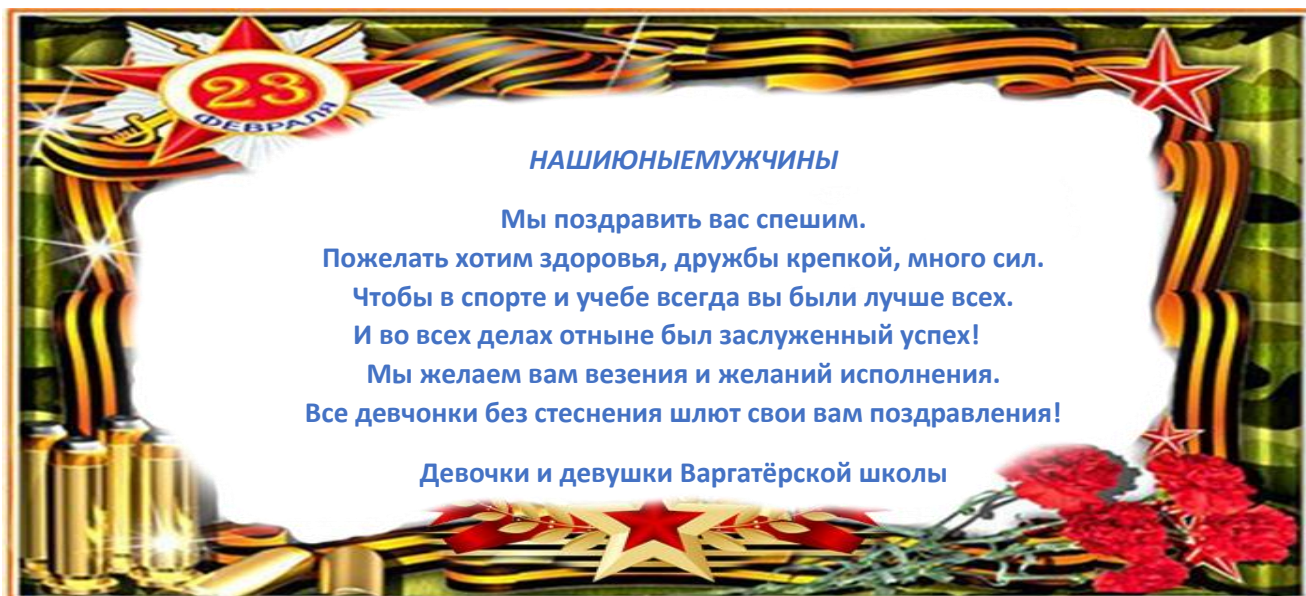 23
ФЕВРАЛЯ
НАШИЮНЫЕМУЖЧИНЫ
Мы поздравить вас спешим.
Пожелать хотим здоровья, дружбы крепкой, много сил.
Чтобы в спорте и учебе всегда вы были лучше всех.
И во всех делах отныне был заслуженный успех!
Мы желаем вам везения и желаний исполнения.
Все девчонки без стеснения шлют свои вам поздравления!
Девочки и девушки Варгатёрской школы